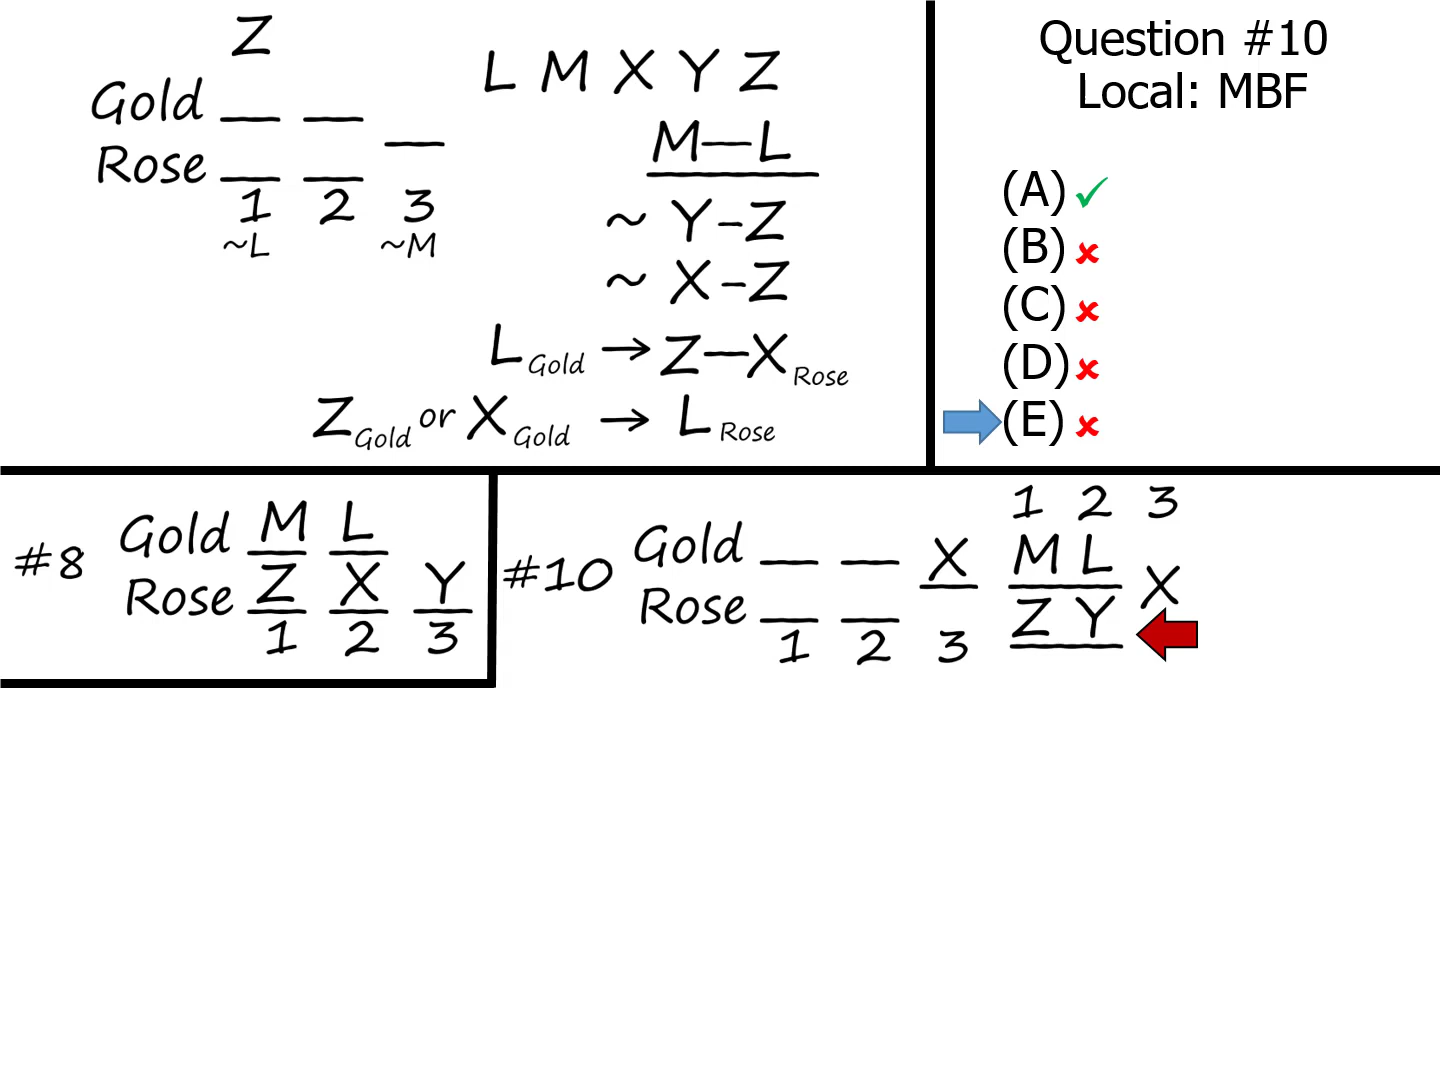 Z
Gold
Rose
1 2 3
~L ~M
L M X Y Z
M—L
~ Y-Z
~ X-Z
L Gold → Z—X Rose
Z Gold or X Gold → L Rose
Question #10
Local: MBF
(A) ✓
(B) ✘
(C) ✘
(D) ✘
(E) ✘
#8
Gold M L
Rose Z X Y
1 2 3
#10
Gold X
Rose
1 2 3
1 2 3
M L
X
Z Y